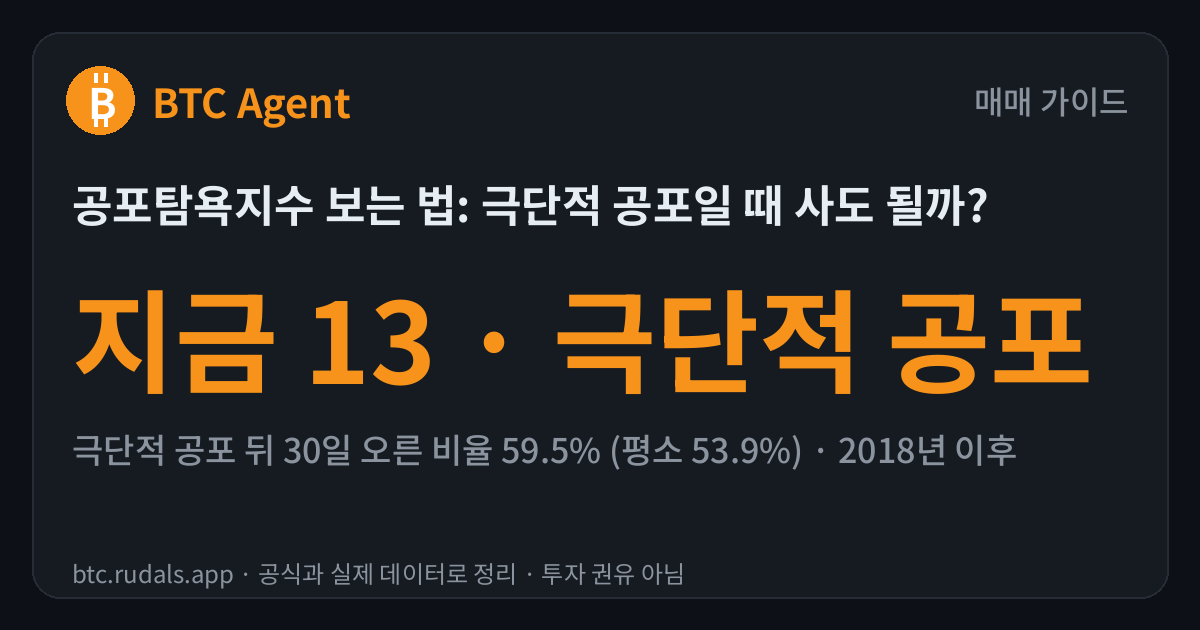 BTC Agent
매매 가이드
공포탐욕지수 보는 법: 극단적 공포일 때 사도 될까?
지금 13 · 극단적 공포
극단적 공포 뒤 30일 오른 비율 59.5% (평소 53.9%) · 2018년 이후
btc.rudals.app · 공식과 실제 데이터로 정리 · 투자 권유 아님